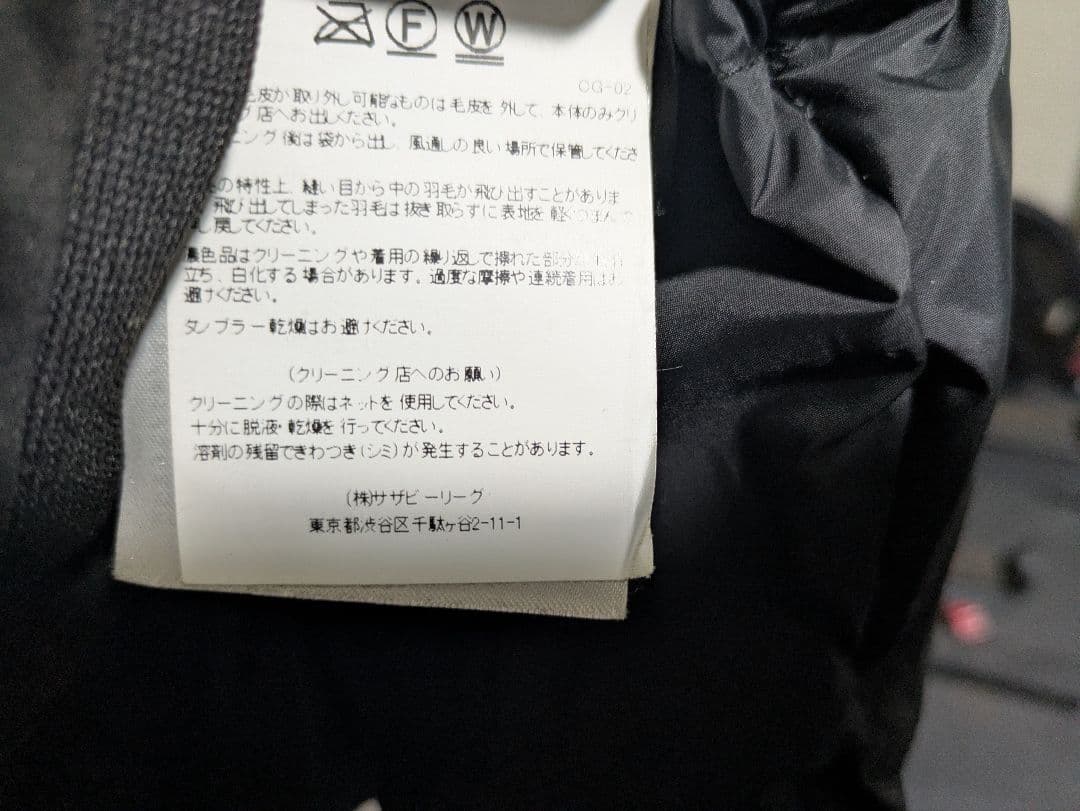 F W
CG-02
毛皮が取り外し可能なものは毛皮を外して、本体のみクリ
グ店へお出しください。
ニング後は袋から出し、風通しの良い場所で保管してくださ
の特性上、縫い目から中の羽毛が飛び出すことがありま
飛び出してしまった羽毛は抜き取らずに表地を軽く
し戻してください。
濃色品はクリーニングや着用の繰り返しで擦れた部分
立ち、白化する場合があります。過度な摩擦や連続着用はお
避けください。
タンブラー乾燥はお避けください。
(クリーニング店へのお願い)
クリーニングの際はネットを使用してください。
十分に脱液・乾燥を行ってください。
溶剤の残留できわつき(シミ)が発生することがあります。
(株)サザビーリーグ
東京都渋谷区千駄ヶ谷2-11-1